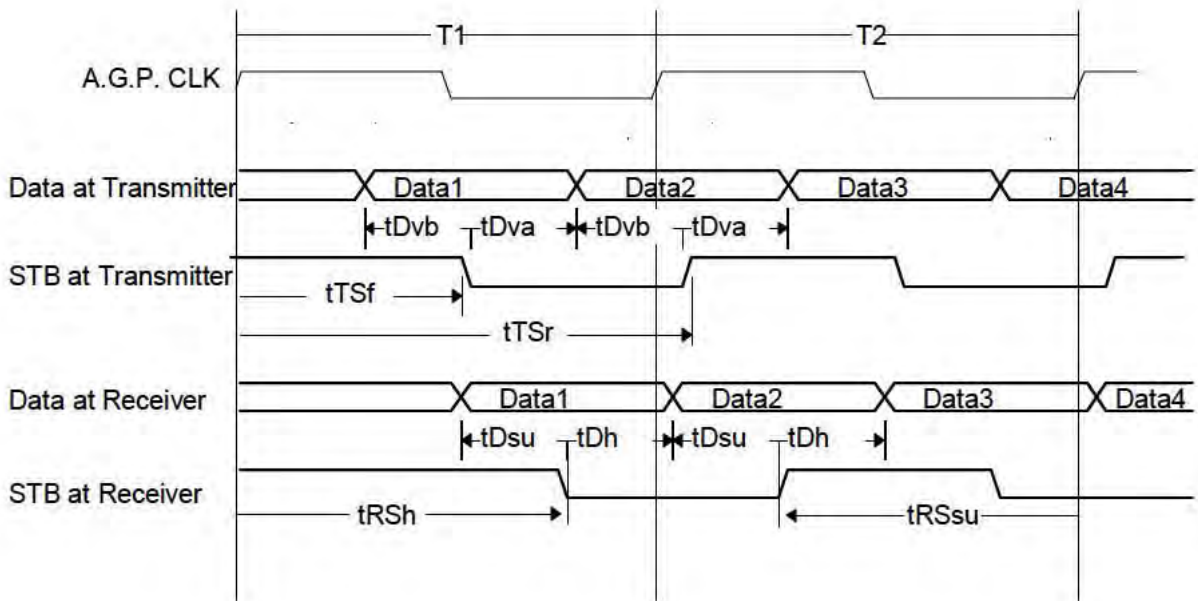 T1 T2
A.G.P. CLK
Data at Transmitter Data1 Data2 Data3 Data4
tDvb tDva tDvb tDva
STB at Transmitter
tTSf
tTSr
Data at Receiver Data1 Data2 Data3 Data4
tDsu tDh tDsu tDh
STB at Receiver
tRSh tRSsu